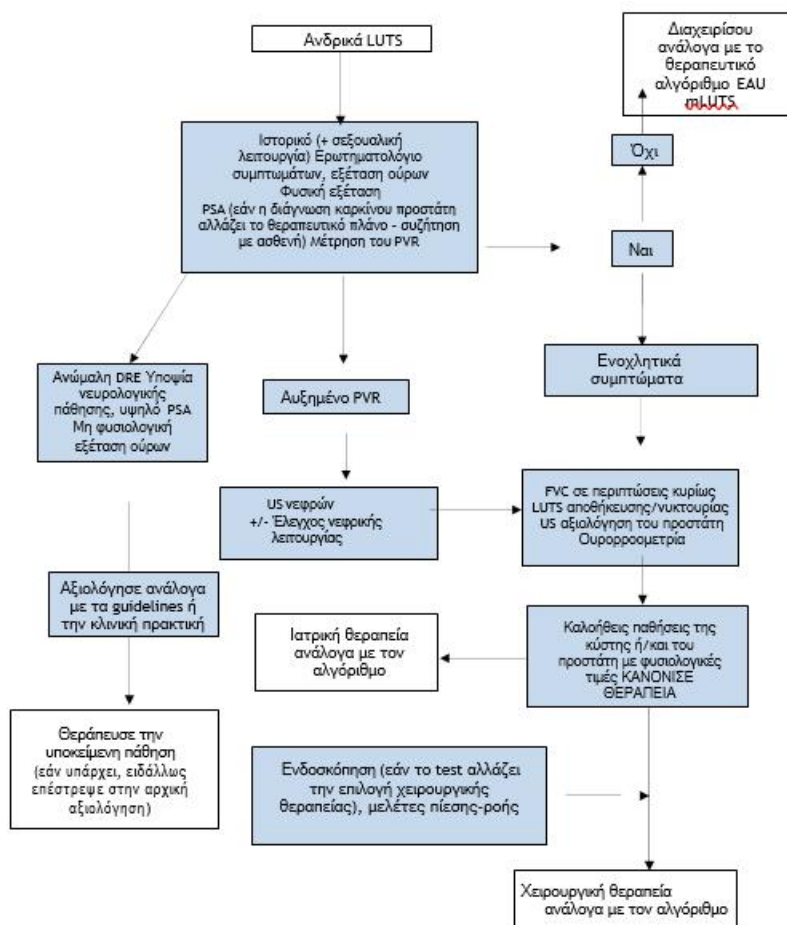 Ανδρικά LUTS
Διαχειρίσου
ανάλογα με το
θεραπευτικό
αλγόριθμο EAU
mLUTS
Ιστορικό (+ σεξουαλική
λειτουργία) Ερωτηματολόγιο
συμπτωμάτων, εξέταση ούρων
Φυσική εξέταση
PSA (εάν η διάγνωση καρκίνου προστάτη
αλλάζει το θεραπευτικό πλάνο - συζήτηση
με ασθενή) Μέτρηση του PVR
Όχι
Ναι
Ανώμαλη DRE Υποψία
νευρολογικής
πάθησης, υψηλό PSA
Μη φυσιολογική
εξέταση ούρων
Αυξημένο PVR
Ενοχλητικά
συμπτώματα
US νεφρών
+/- Έλεγχος νεφρικής
λειτουργίας
FVC σε περιπτώσεις κυρίως
LUTS αποθήκευσης/νυκτουρίας
US αξιολόγηση του προστάτη
Ουρορροομετρία
Αξιολόγησε ανάλογα
με τα guidelines ή
την κλινική πρακτική
Ιατρική θεραπεία
ανάλογα με τον
αλγόριθμο
Καλοήθεις παθήσεις της
κύστης ή/και του
προστάτη με φυσιολογικές
τιμές ΚΑΝΟΝΙΣΕ
ΘΕΡΑΠΕΙΑ
Θεράπευσε την
υποκείμενη πάθηση
(εάν υπάρχει, ειδάλλως
επέστρεψε στην αρχική
αξιολόγηση)
Ενδοσκόπηση (εάν το test αλλάζει
την επιλογή χειρουργικής
θεραπείας), μελέτες πίεσης-ροής
Χειρουργική θεραπεία
ανάλογα με τον αλγόριθμο